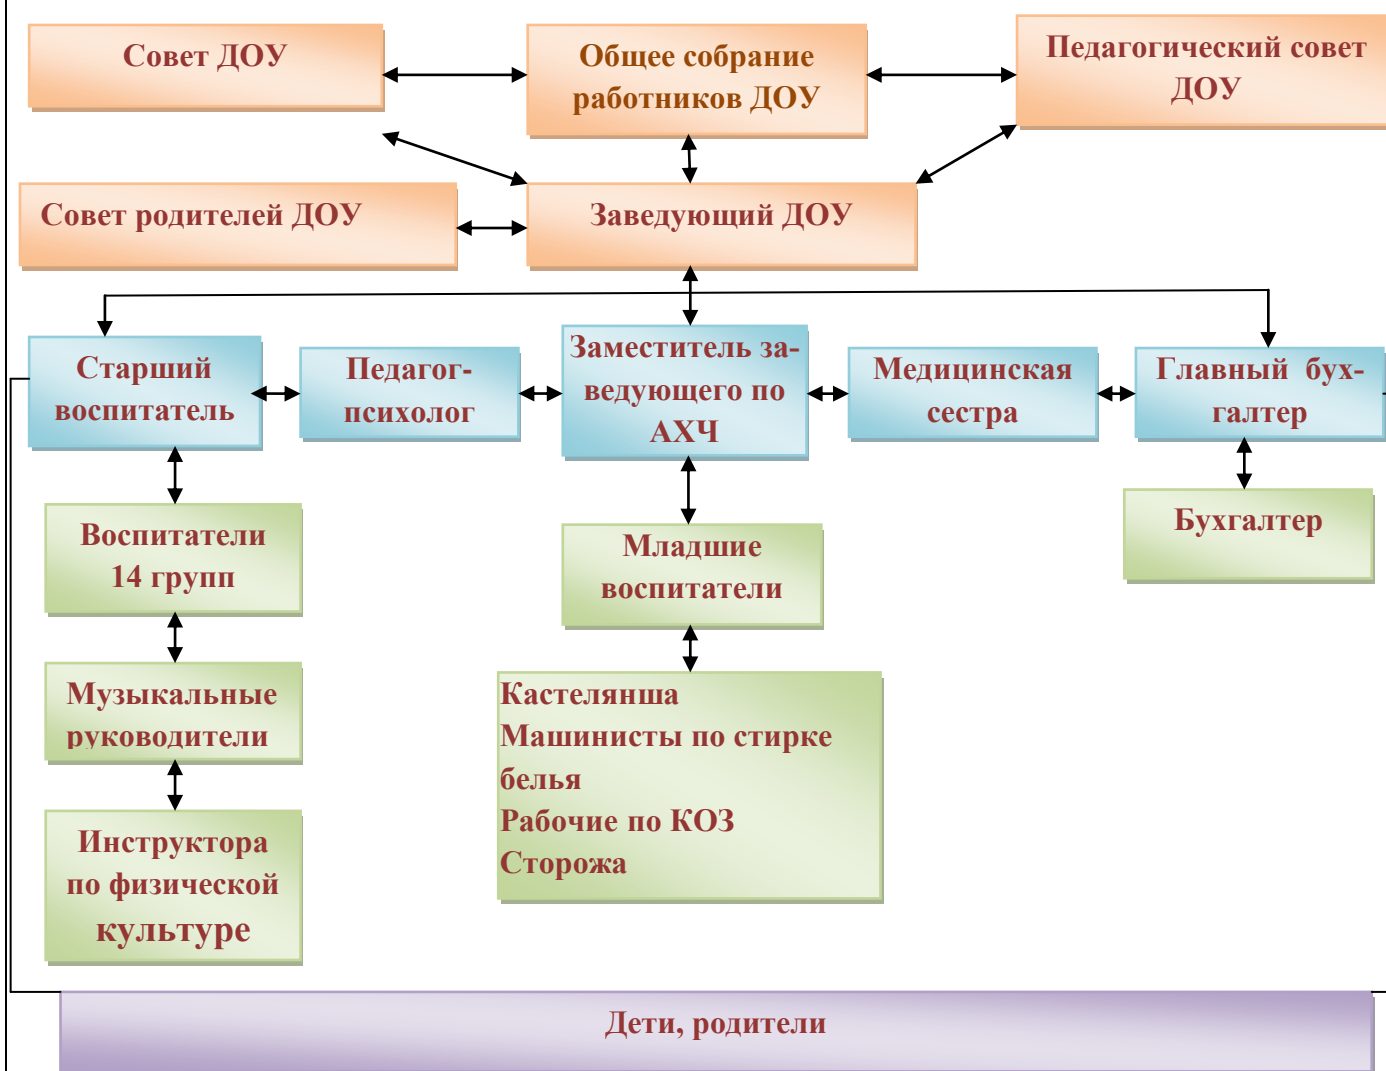 Совет ДОУ
Общее собрание
работников ДОУ
Педагогический совет
ДОУ
Совет родителей ДОУ
Заведующий ДОУ
Старший
воспитатель
Педагог-
психолог
Заместитель за-
ведующего по
АХЧ
Медицинская
сестра
Главный бух-
галтер
Воспитатели
14 групп
Младшие
воспитатели
Бухгалтер
Музыкальные
руководители
Кастелянша
Машинисты по стирке
белья
Рабочие по КОЗ
Сторожа
Инструктора
по физической
культуре
Дети, родители